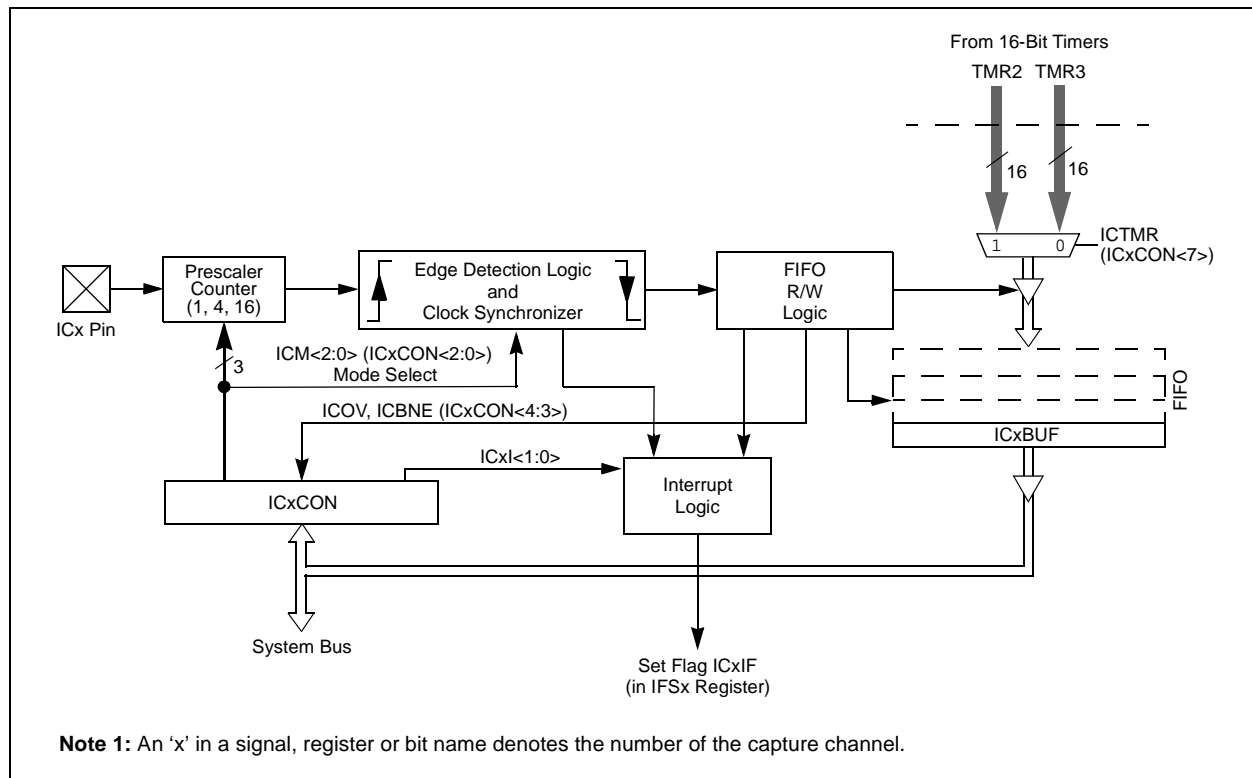 From 16-Bit Timers
TMR2 TMR3
16 16
1 0
ICTMR
(ICxCON<7>)
Prescaler
Counter
(1, 4, 16)
Edge Detection Logic
and
Clock Synchronizer
FIFO
R/W
Logic
ICx Pin
3
ICM<2:0> (ICxCON<2:0>)
Mode Select
FIFO
ICOV, ICBNE (ICxCON<4:3>)
ICxBUF
ICxI<1:0>
ICxCON
Interrupt
Logic
System Bus
Set Flag ICxIF
(in IFSx Register)
Note 1: An ‘x’ in a signal, register or bit name denotes the number of the capture channel.